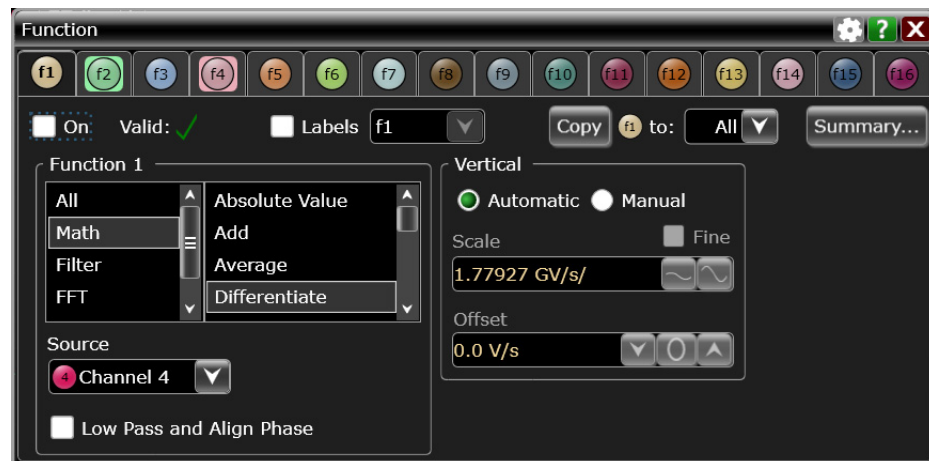 Function
?
X
f1 f2 f3 f4 f5 f6 f7 f8 f9 f10 f11 f12 f13 f14 f15 f16
On Valid: Labels f1 Copy f1 to: All Summary...
Function 1
All
Math
Filter
FFT
Absolute Value
Add
Average
Differentiate
Source
4 Channel 4
Low Pass and Align Phase
Vertical
Automatic Manual
Scale Fine
1.77927 GV/s/
Offset
0.0 V/s
0